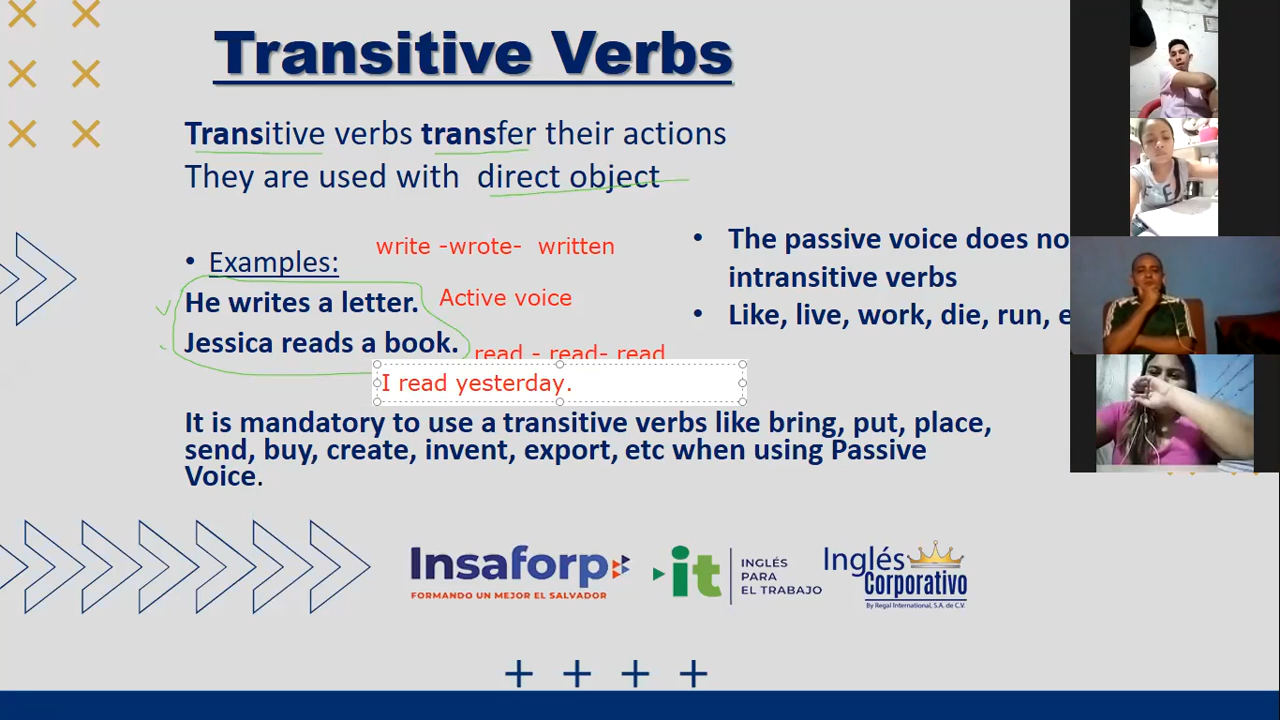 Transitive Verbs
Transitive verbs transfer their actions
They are used with direct object
write -wrote- written
• Examples:
He writes a letter.
Active voice
Jessica reads a book.
read - read- read
I read yesterday.
• The passive voice does no
intransitive verbs
• Like, live, work, die, run, e
It is mandatory to use a transitive verbs like bring, put, place,
send, buy, create, invent, export, etc when using Passive
Voice.
Insaforp
FORMANDO UN MEJOR EL SALVADOR
it
INGLÉS
PARA
EL TRABAJO
Inglés
Corporativo
By Regal International, S.A. de C.V.